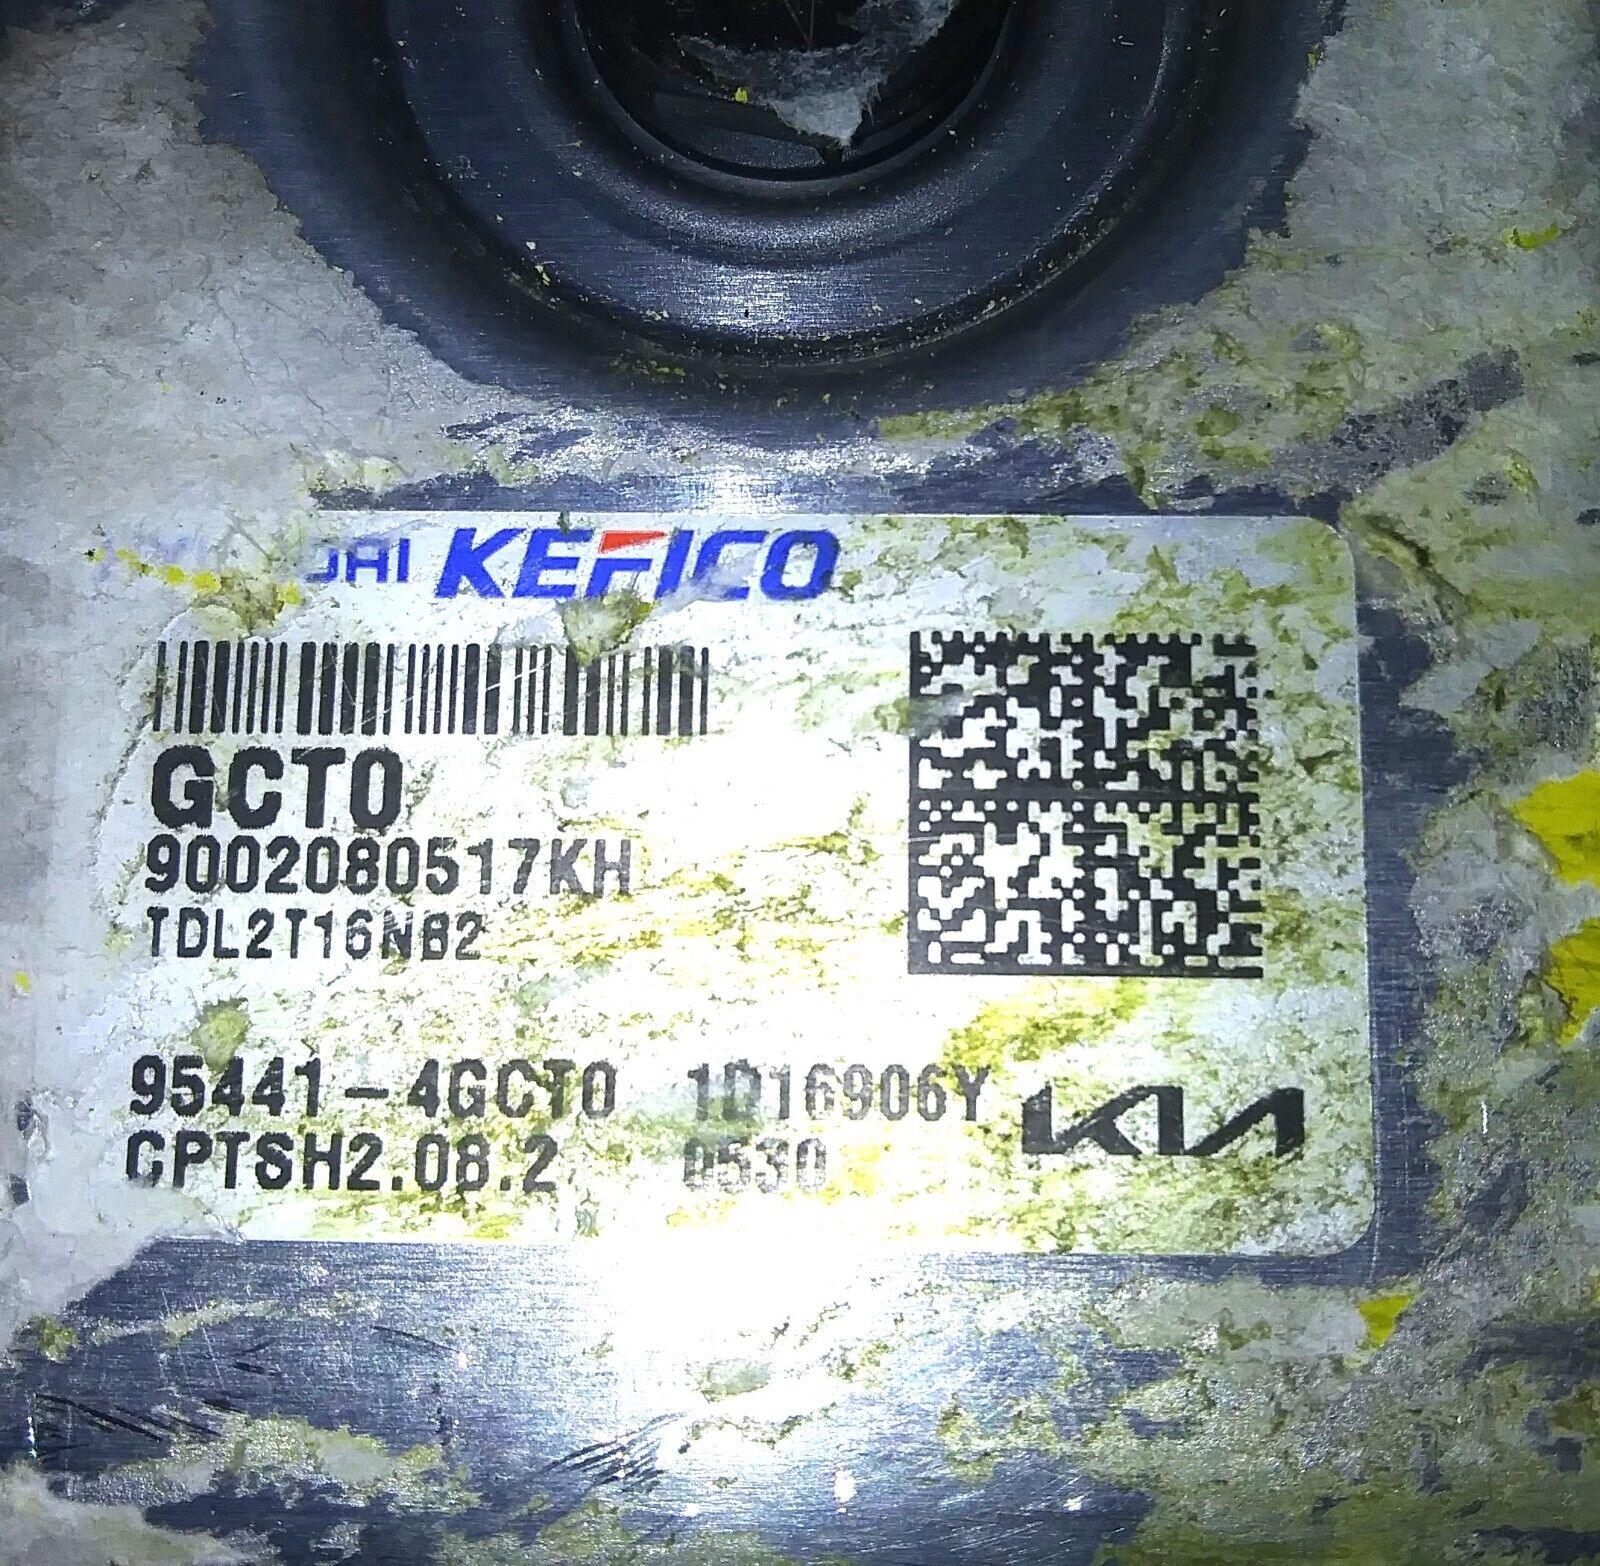 KEFICO
GCT0
9002080517KH
TDL2T16NB2
95441-4GCT0 1D16906Y KIA
CPTSH2.08.2 0530